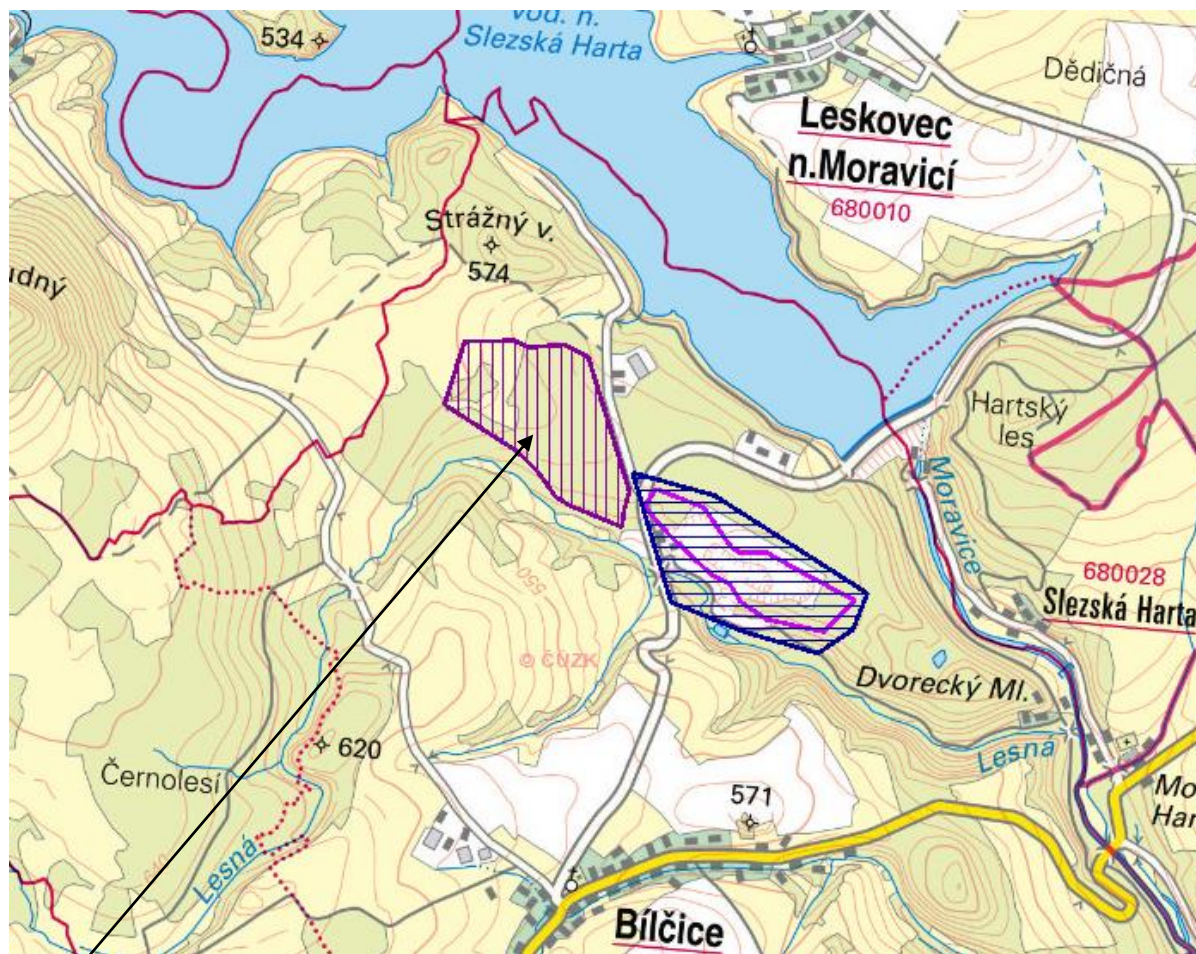 vod. n.
Slezská Harta
534
Dědičná
Leskovec
n.Moravicí
680010
Strážný v.
574
udný
Hartský
les
Moravice
550
680028
Slezská Harta
© ČÚZK
Dvorecký Ml.
Lesná
620
Černolesí
571
Mo
Har
Lesná
Bílčice